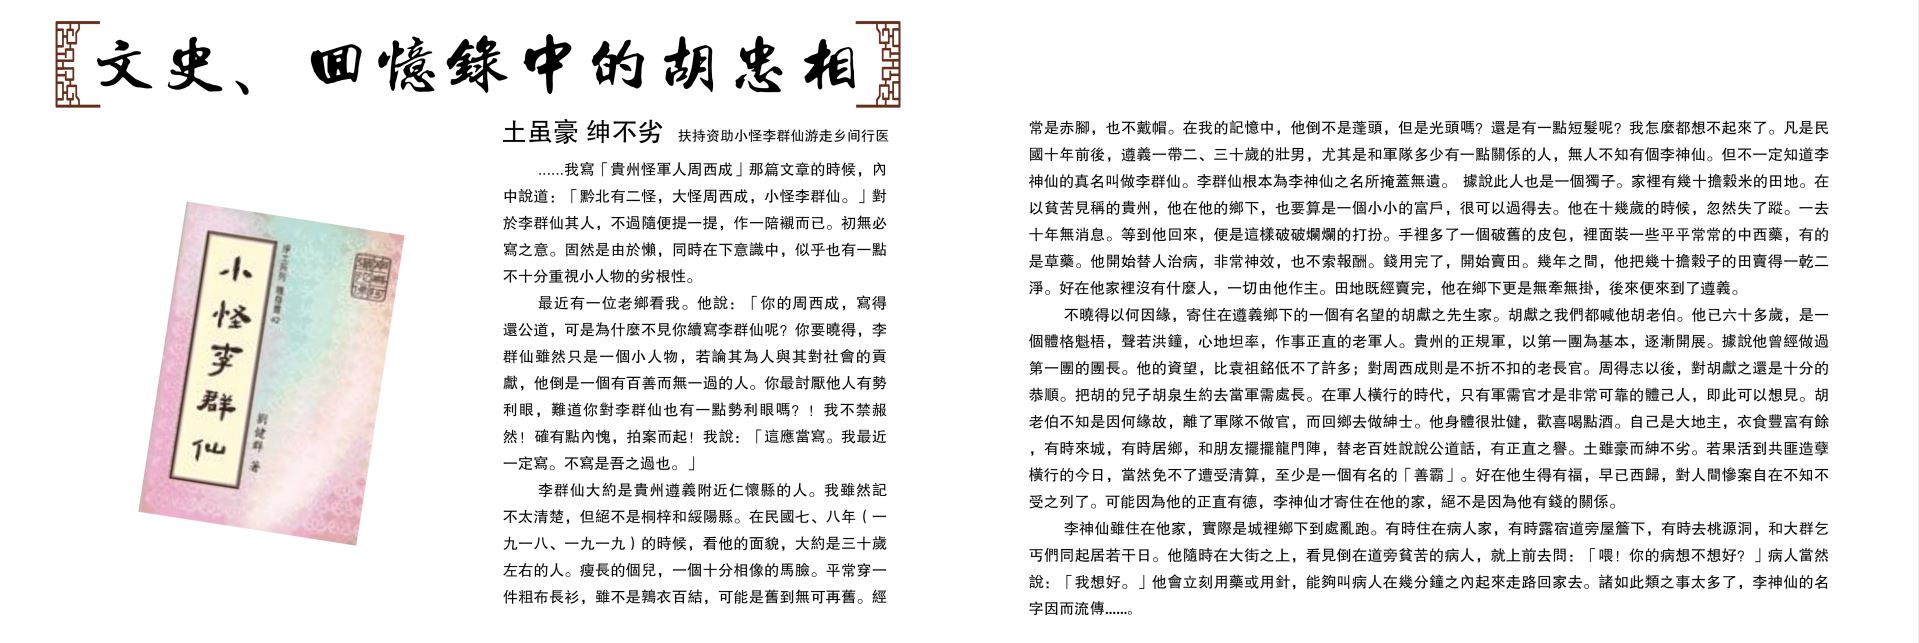 文史、回憶錄中的胡忠相
土虽豪 绅不劣 扶持资助小怪李群仙游走乡间行医
......我寫「貴州怪軍人周西成」那篇文章的時候，內
中說道：「黔北有二怪，大怪周西成，小怪李群仙。」對
於李群仙其人，不過隨便提一提，作一陪襯而已。初無必
寫之意。固然是由於懶，同時在下意識中，似乎也有一點
不十分重視小人物的劣根性。
最近有一位老鄉看我。他說：「你的周西成，寫得
還公道，可是為什麼不見你續寫李群仙呢？你要曉得，李
群仙雖然只是一個小人物，若論其為人與其對社會的貢
獻，他倒是一個有百善而無一過的人。你最討厭他人有勢
利眼，難道你對李群仙也有一點勢利眼嗎？！我不禁赧
然！確有點內愧，拍案而起！我說：「這應當寫。我最近
一定寫。不寫是吾之過也。」
李群仙大約是貴州遵義附近仁懷縣的人。我雖然記
不太清楚，但絕不是桐梓和綏陽縣。在民國七、八年（一
九一八、一九一九）的時候，看他的面貌，大約是三十歲
左右的人。瘦長的個兒，一個十分相像的馬臉。平常穿一
件粗布長衫，雖不是鶉衣百結，可能是舊到無可再舊。經
常是赤腳，也不戴帽。在我的記憶中，他倒不是蓬頭，但是光頭嗎？還是有一點短髮呢？我怎麼都想不起來了。凡是民
國十年前後，遵義一帶二、三十歲的壯男，尤其是和軍隊多少有一點關係的人，無人不知有個李神仙。但不一定知道李
神仙的真名叫做李群仙。李群仙根本為李神仙之名所掩蓋無遺。 據說此人也是一個獨子。家裡有幾十擔穀米的田地。在
以貧苦見稱的貴州，他在他的鄉下，也要算是一個小小的富戶，很可以過得去。他在十幾歲的時候，忽然失了蹤。一去
十年無消息。等到他回來，便是這樣破破爛爛的打扮。手裡多了一個破舊的皮包，裡面裝一些平平常常的中西藥，有的
是草藥。他開始替人治病，非常神效，也不索報酬。錢用完了，開始賣田。幾年之間，他把幾十擔穀子的田賣得一乾二
淨。好在他家裡沒有什麼人，一切由他作主。田地既經賣完，他在鄉下更是無牽無掛，後來便來到了遵義。
不曉得以何因緣，寄住在遵義鄉下的一個有名望的胡獻之先生家。胡獻之我們都喊他胡老伯。他已六十多歲，是一
個體格魁梧，聲若洪鐘，心地坦率，作事正直的老軍人。貴州的正規軍，以第一團為基本，逐漸開展。據說他曾經做過
第一團的團長。他的資望，比袁祖銘低不了許多；對周西成則是不折不扣的老長官。周得志以後，對胡獻之還是十分的
恭順。把胡的兒子胡泉生約去當軍需處長。在軍人橫行的時代，只有軍需官才是非常可靠的體己人，即此可以想見。胡
老伯不知是因何緣故，離了軍隊不做官，而回鄉去做紳士。他身體很壯健，歡喜喝點酒。自己是大地主，衣食豐富有餘
，有時來城，有時居鄉，和朋友擺擺龍門陣，替老百姓說說公道話，有正直之譽。土雖豪而紳不劣。若果活到共匪造孽
橫行的今日，當然免不了遭受清算，至少是一個有名的「善霸」。好在他生得有福，早已西歸，對人間慘案自在不知不
受之列了。可能因為他的正直有德，李神仙才寄住在他的家，絕不是因為他有錢的關係。
李神仙雖住在他家，實際是城裡鄉下到處亂跑。有時住在病人家，有時露宿道旁屋簷下，有時去桃源洞，和大群乞
丐們同起居若干日。他隨時在大街之上，看見倒在道旁貧苦的病人，就上前去問：「喂！你的病想不想好？」病人當然
說：「我想好。」他會立刻用藥或用針，能夠叫病人在幾分鐘之內起來走路回家去。諸如此類之事太多了，李神仙的名
字因而流傳......。
小怪李群仙
劉健群 著